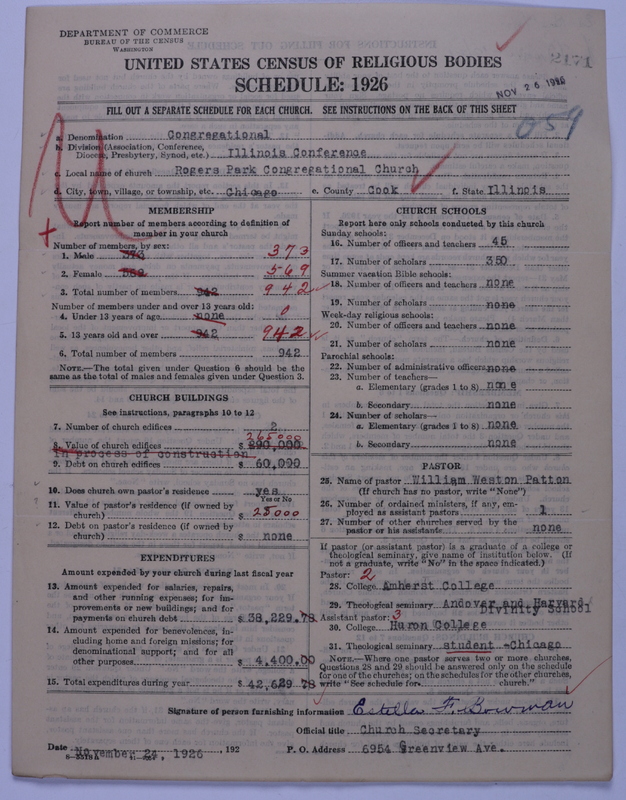 DEPARTMENT OF COMMERCE
BUREAU OF THE CENSUS
WASHINGTON
UNITED STATES CENSUS OF RELIGIOUS BODIES
SCHEDULE: 1926
NOV 26 1926
FILL OUT A SEPARATE SCHEDULE FOR EACH CHURCH. SEE INSTRUCTIONS ON THE BACK OF THIS SHEET
059
a. Denomination Congregational
b. Division (Association, Conference, Diocese, Presbytery, Synod, etc.) Illinois Conference
c. Local name of church Rogers Park Congregational Church
d. City, town, village, or township, etc. Chicago e. County Cook f. State Illinois
MEMBERSHIP
Report number of members according to definition of
member in your church
Number of members, by sex:
1. Male 373
2. Female 569
3. Total number of members 942 942
Number of members under and over 13 years old:
4. Under 13 years of age none 0
5. 13 years old and over 942 942
6. Total number of members 942
NOTE.—The total given under Question 6 should be
same as the total of males and females given under Question 3.
CHURCH BUILDINGS
See instructions, paragraphs 10 to 12
7. Number of church edifices 2
265000
8. Value of church edifices $ 290,000
in process of construction
9. Debt on church edifices $ 60,000
10. Does church own pastor's residence yes
Yes or No
11. Value of pastor's residence (if owned by
church) $ 25000
12. Debt on pastor's residence (if owned by
church) $ none
EXPENDITURES
Amount expended by your church during last fiscal year
13. Amount expended for salaries, repairs,
and other running expenses; for im-
provements or new buildings; and for
payments on church debt $ 38,229.78
14. Amount expended for benevolences, in-
cluding home and foreign missions; for
denominational support; and for all
other purposes 4,400.00
15. Total expenditures during year $ 42,629 78
CHURCH SCHOOLS
Report here only schools conducted by this church
Sunday schools:
16. Number of officers and teachers 45
17. Number of scholars 350
Summer vacation Bible schools:
18. Number of officers and teachers none
19. Number of scholars none
Week-day religious schools:
20. Number of officers and teachers none
21. Number of scholars none
Parochial schools:
22. Number of administrative officers none
23. Number of teachers—
a. Elementary (grades 1 to 8) none
b. Secondary none
24. Number of scholars—
a. Elementary (grades 1 to 8) none
b. Secondary none
PASTOR
25. Name of pastor William Weston Patton
(If church has no pastor, write "None")
26. Number of ordained ministers, if any, em-
ployed as assistant pastors 1
27. Number of other churches served by the
pastor or his assistants none
If pastor (or assistant pastor) is a graduate of a college or
theological seminary, give name of institution below. (If
not a graduate, write "No" in the space indicated.)
Pastor: 2
28. College Amherst College
29. Theological seminary Andover and Harvard
Divinity School
Assistant pastor: 3
30. College Huron College
31. Theological seminary student -Chicago
NOTE.—Where one pastor serves two or more churches,
Questions 28 and 29 should be answered only on the schedule
for one of the churches; on the schedules for the other churches,
write "See schedule for church."
Signature of person furnishing information Estella F. Bowman
Official title Church Secretary
Date November 24, 1926, 192 P. O. Address 6954 Greenview Ave.